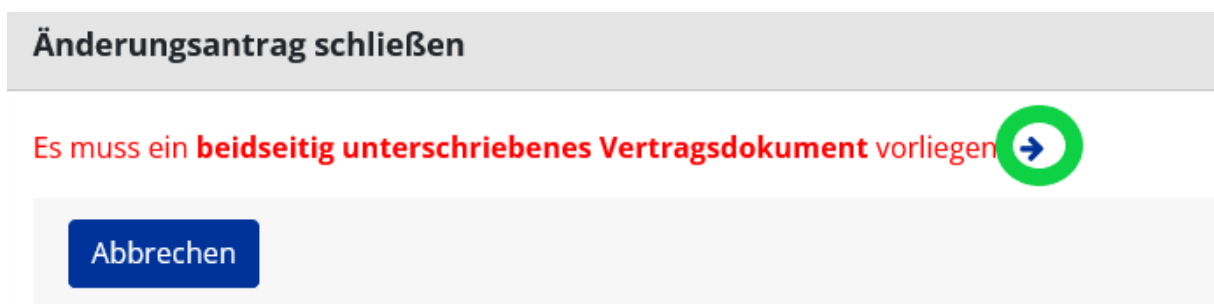 Änderungsantrag schließen
Es muss ein beidseitig unterschriebenes Vertragsdokument vorliegen →
Abbrechen